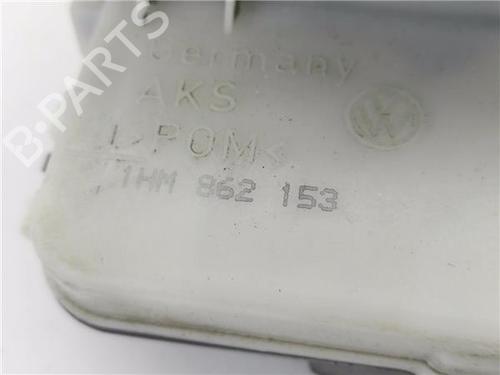 Germany
AKS
>POM<
1HM 862 153
B-PARTS